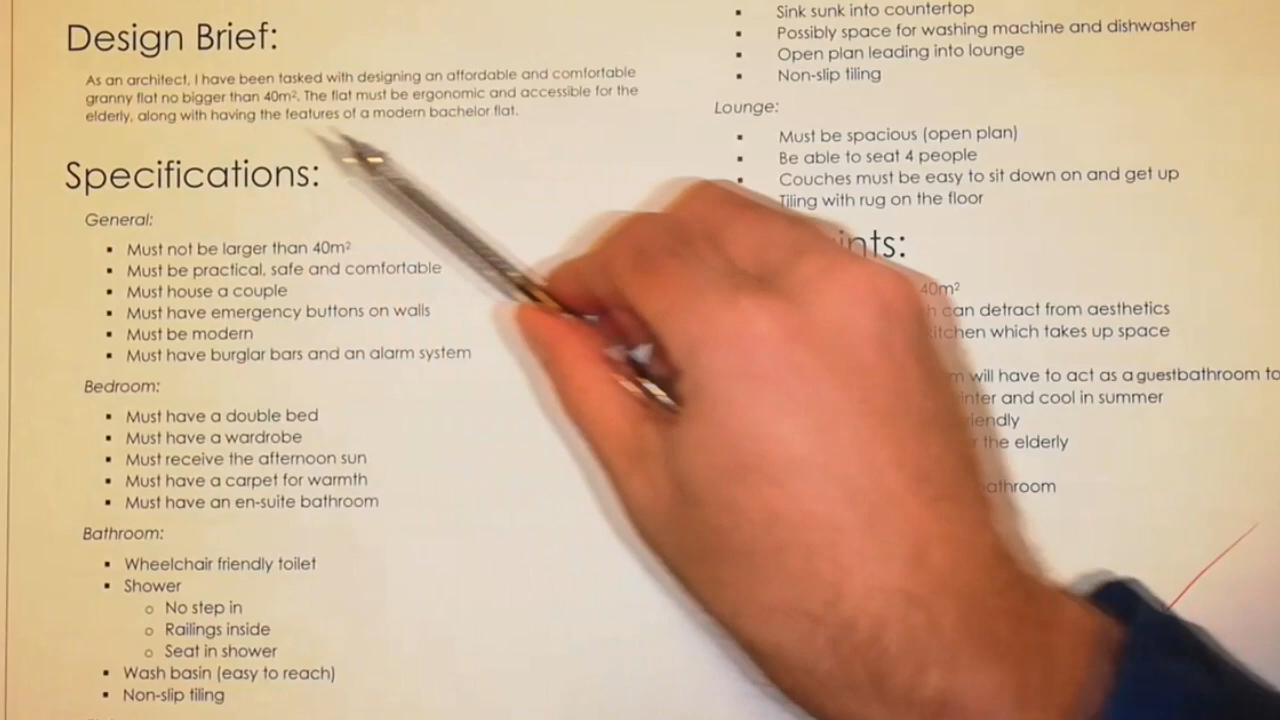 Design Brief:
As an architect, I have been tasked with designing an affordable and comfortable
granny flat no bigger than 40m². The flat must be ergonomic and accessible for the
elderly, along with having the features of a modern bachelor flat.
Specifications:
General:
▪ Must not be larger than 40m²
▪ Must be practical, safe and comfortable
▪ Must house a couple
▪ Must have emergency buttons on walls
▪ Must be modern
▪ Must have burglar bars and an alarm system
Bedroom:
▪ Must have a double bed
▪ Must have a wardrobe
▪ Must receive the afternoon sun
▪ Must have a carpet for warmth
▪ Must have an en-suite bathroom
Bathroom:
▪ Wheelchair friendly toilet
▪ Shower
o No step in
o Railings inside
o Seat in shower
▪ Wash basin (easy to reach)
▪ Non-slip tiling
▪ Sink sunk into countertop
▪ Possibly space for washing machine and dishwasher
▪ Open plan leading into lounge
▪ Non-slip tiling
Lounge:
▪ Must be spacious (open plan)
▪ Be able to seat 4 people
▪ Couches must be easy to sit down on and get up
Tiling with rug on the floor
ints:
40m²
can detract from aesthetics
kitchen which takes up space
will have to act as a guestbathroom to
inter and cool in summer
iendly
the elderly
athroom